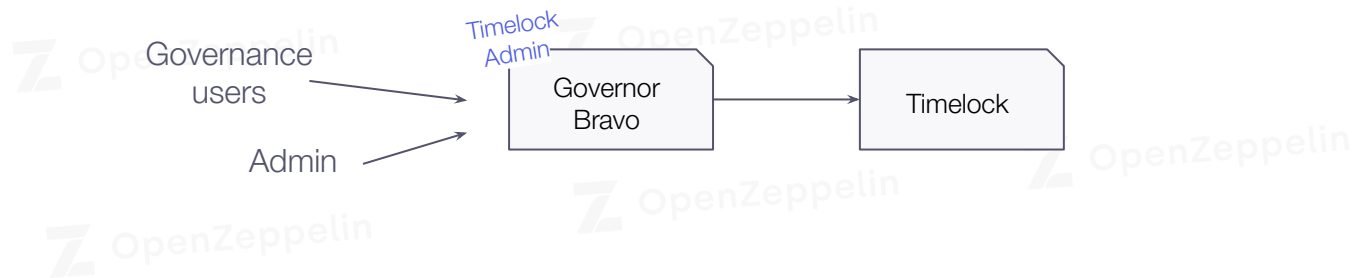 Governance
users
Admin
Timelock
Admin
Governor
Bravo
Timelock
OpenZeppelin
OpenZeppelin
OpenZeppelin
OpenZeppelin
OpenZeppelin